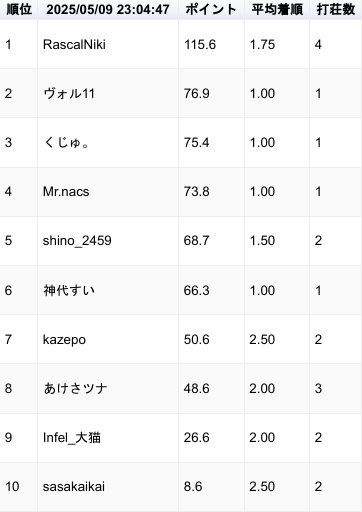 順位 2025/05/09 23:04:47 ポイント 平均着順 打荘数
1 RascalNiki 115.6 1.75 4
2 ヴォル11 76.9 1.00 1
3 くじゅ。 75.4 1.00 1
4 Mr.nacs 73.8 1.00 1
5 shino_2459 68.7 1.50 2
6 神代すい 66.3 1.00 1
7 kazepo 50.6 2.50 2
8 あけさツナ 48.6 2.00 3
9 Infel_大猫 26.6 2.00 2
10 sasakaikai 8.6 2.50 2